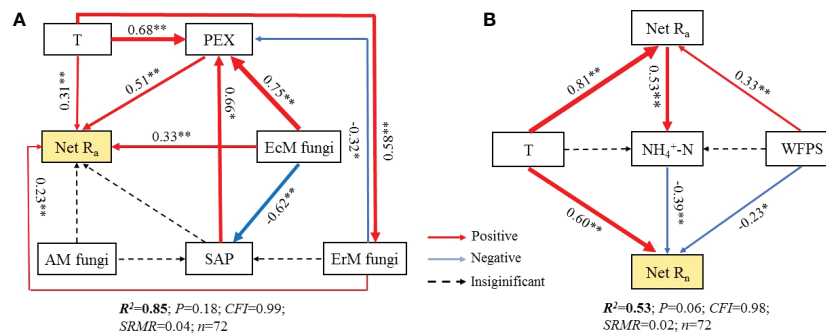 A
T
0.68**
PEX
0.31**
0.51**
0.66*
0.75**
-0.32*
0.58**
Net Ra
0.33**
EcM fungi
0.23**
-0.62**
AM fungi
SAP
ErM fungi
R²=0.85; P=0.18; CFI=0.99;
SRMR=0.04; n=72
Positive
Negative
Insiginificant
B
Net Ra
0.81**
0.53**
0.33**
T
NH₄⁺-N
WFPS
0.60**
-0.39**
-0.23*
Net Rn
R²=0.53; P=0.06; CFI=0.98;
SRMR=0.02; n=72